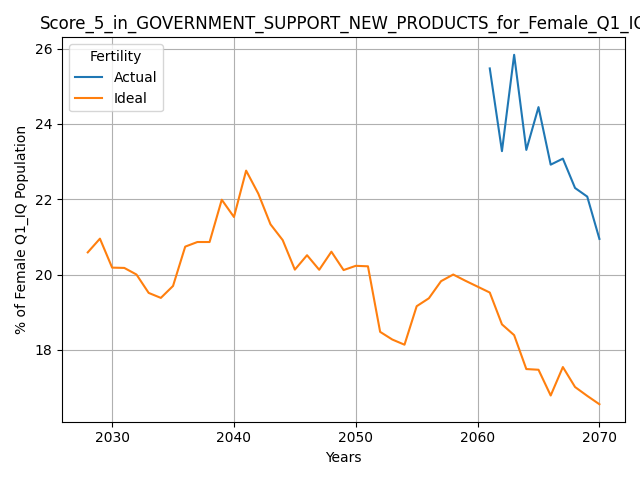 Score_5_in_GOVERNMENT_SUPPORT_NEW_PRODUCTS_for_Female_Q1_IQ
26
24
22
20
18
% of Female Q1_IQ Population
Fertility
Actual
Ideal
2030
2040
2050
2060
2070
Years